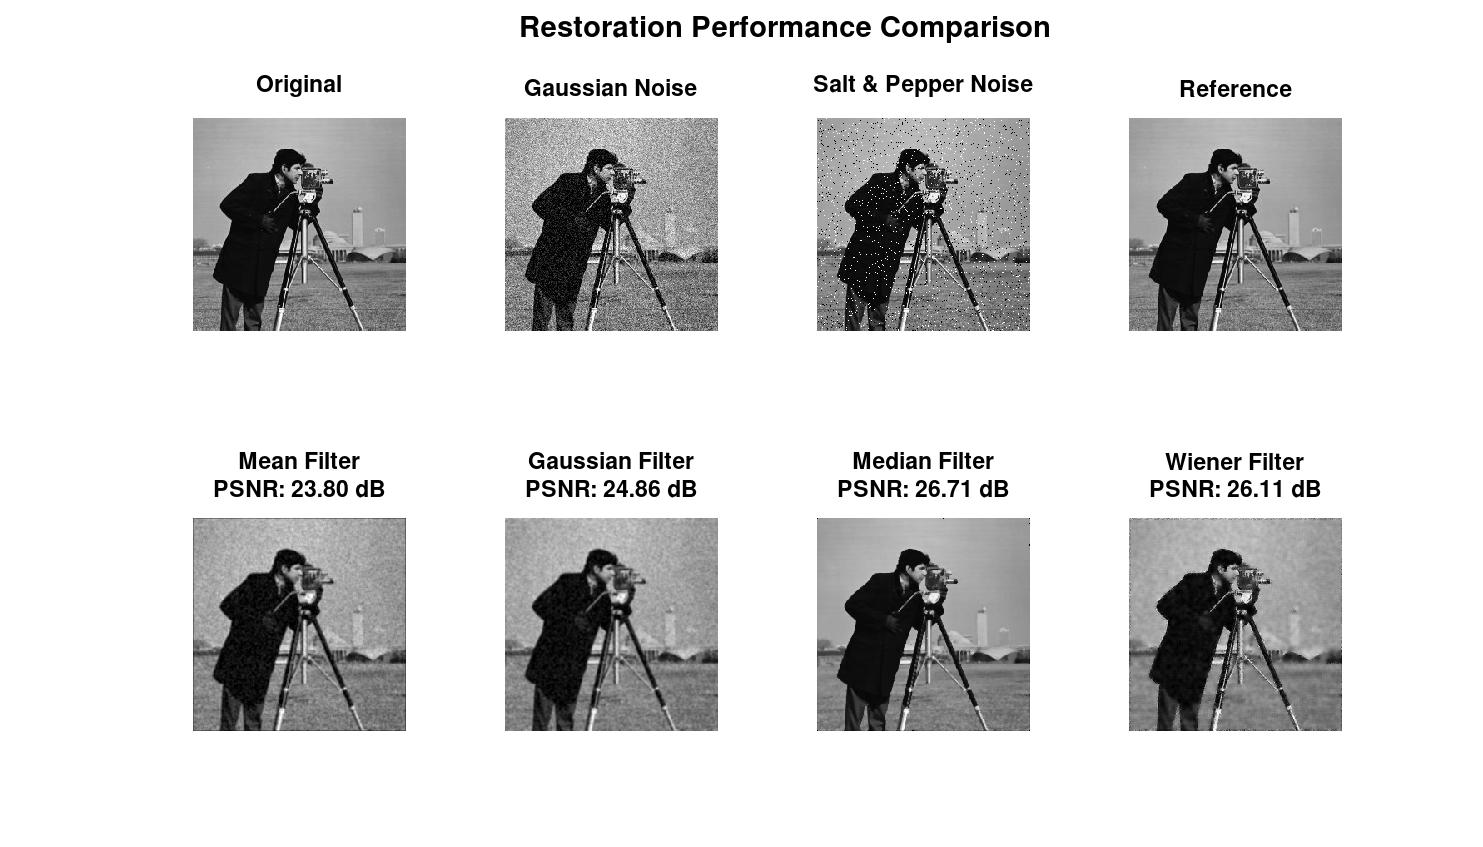 Restoration Performance Comparison
Original
Gaussian Noise
Salt & Pepper Noise
Reference
Mean Filter
PSNR: 23.80 dB
Gaussian Filter
PSNR: 24.86 dB
Median Filter
PSNR: 26.71 dB
Wiener Filter
PSNR: 26.11 dB